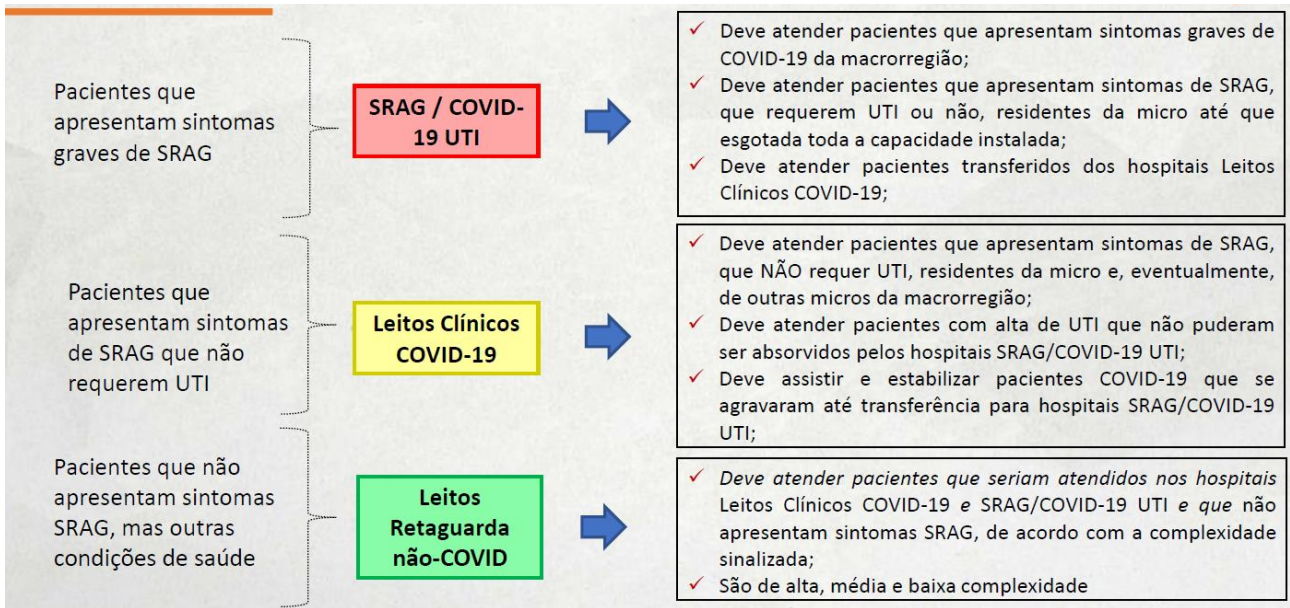 Pacientes que
apresentam sintomas
graves de SRAG
SRAG / COVID-
19 UTI
✓ Deve atender pacientes que apresentam sintomas graves de
COVID-19 da macrorregião;
✓ Deve atender pacientes que apresentam sintomas de SRAG,
que requerem UTI ou não, residentes da micro até que
esgotada toda a capacidade instalada;
✓ Deve atender pacientes transferidos dos hospitais Leitos
Clínicos COVID-19;
Pacientes que
apresentam sintomas
de SRAG que não
requerem UTI
Leitos Clínicos
COVID-19
✓ Deve atender pacientes que apresentam sintomas de SRAG,
que NÃO requer UTI, residentes da micro e, eventualmente,
de outras micros da macrorregião;
✓ Deve atender pacientes com alta de UTI que não puderam
ser absorvidos pelos hospitais SRAG/COVID-19 UTI;
✓ Deve assistir e estabilizar pacientes COVID-19 que se
agravaram até transferência para hospitais SRAG/COVID-19
UTI;
Pacientes que não
apresentam sintomas
SRAG, mas outras
condições de saúde
Leitos
Retaguarda
não-COVID
✓ Deve atender pacientes que seriam atendidos nos hospitais
Leitos Clínicos COVID-19 e SRAG/COVID-19 UTI e que não
apresentam sintomas SRAG, de acordo com a complexidade
sinalizada;
✓ São de alta, média e baixa complexidade